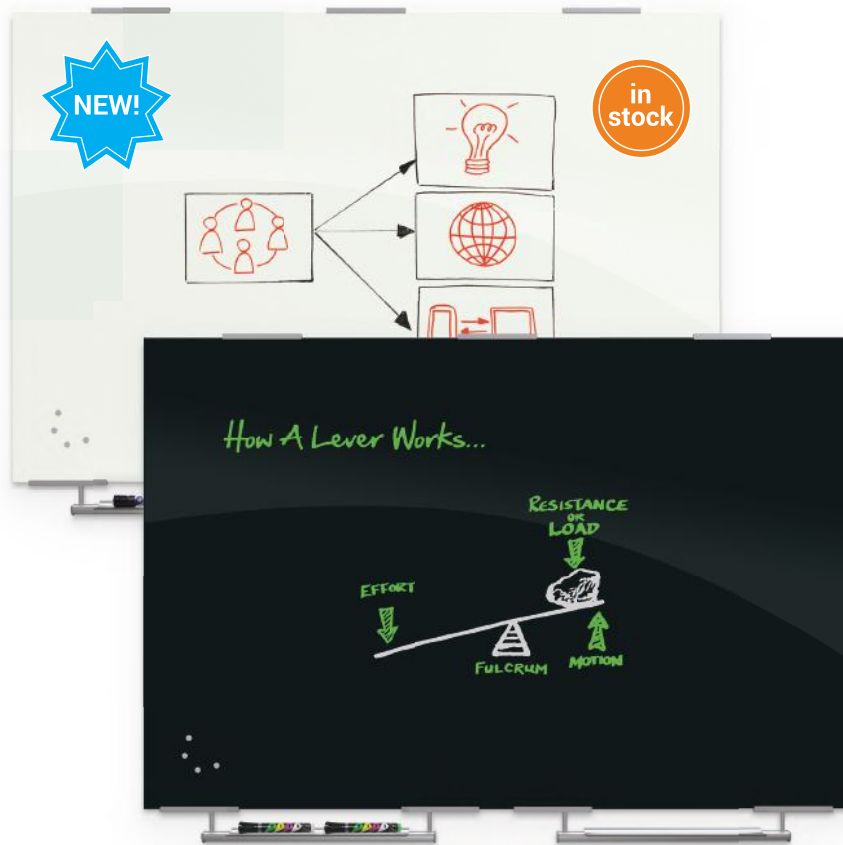 NEW!
in
stock
How A Lever Works...
RESISTANCE
OR
LOAD
EFFORT
FULCRUM
MOTION